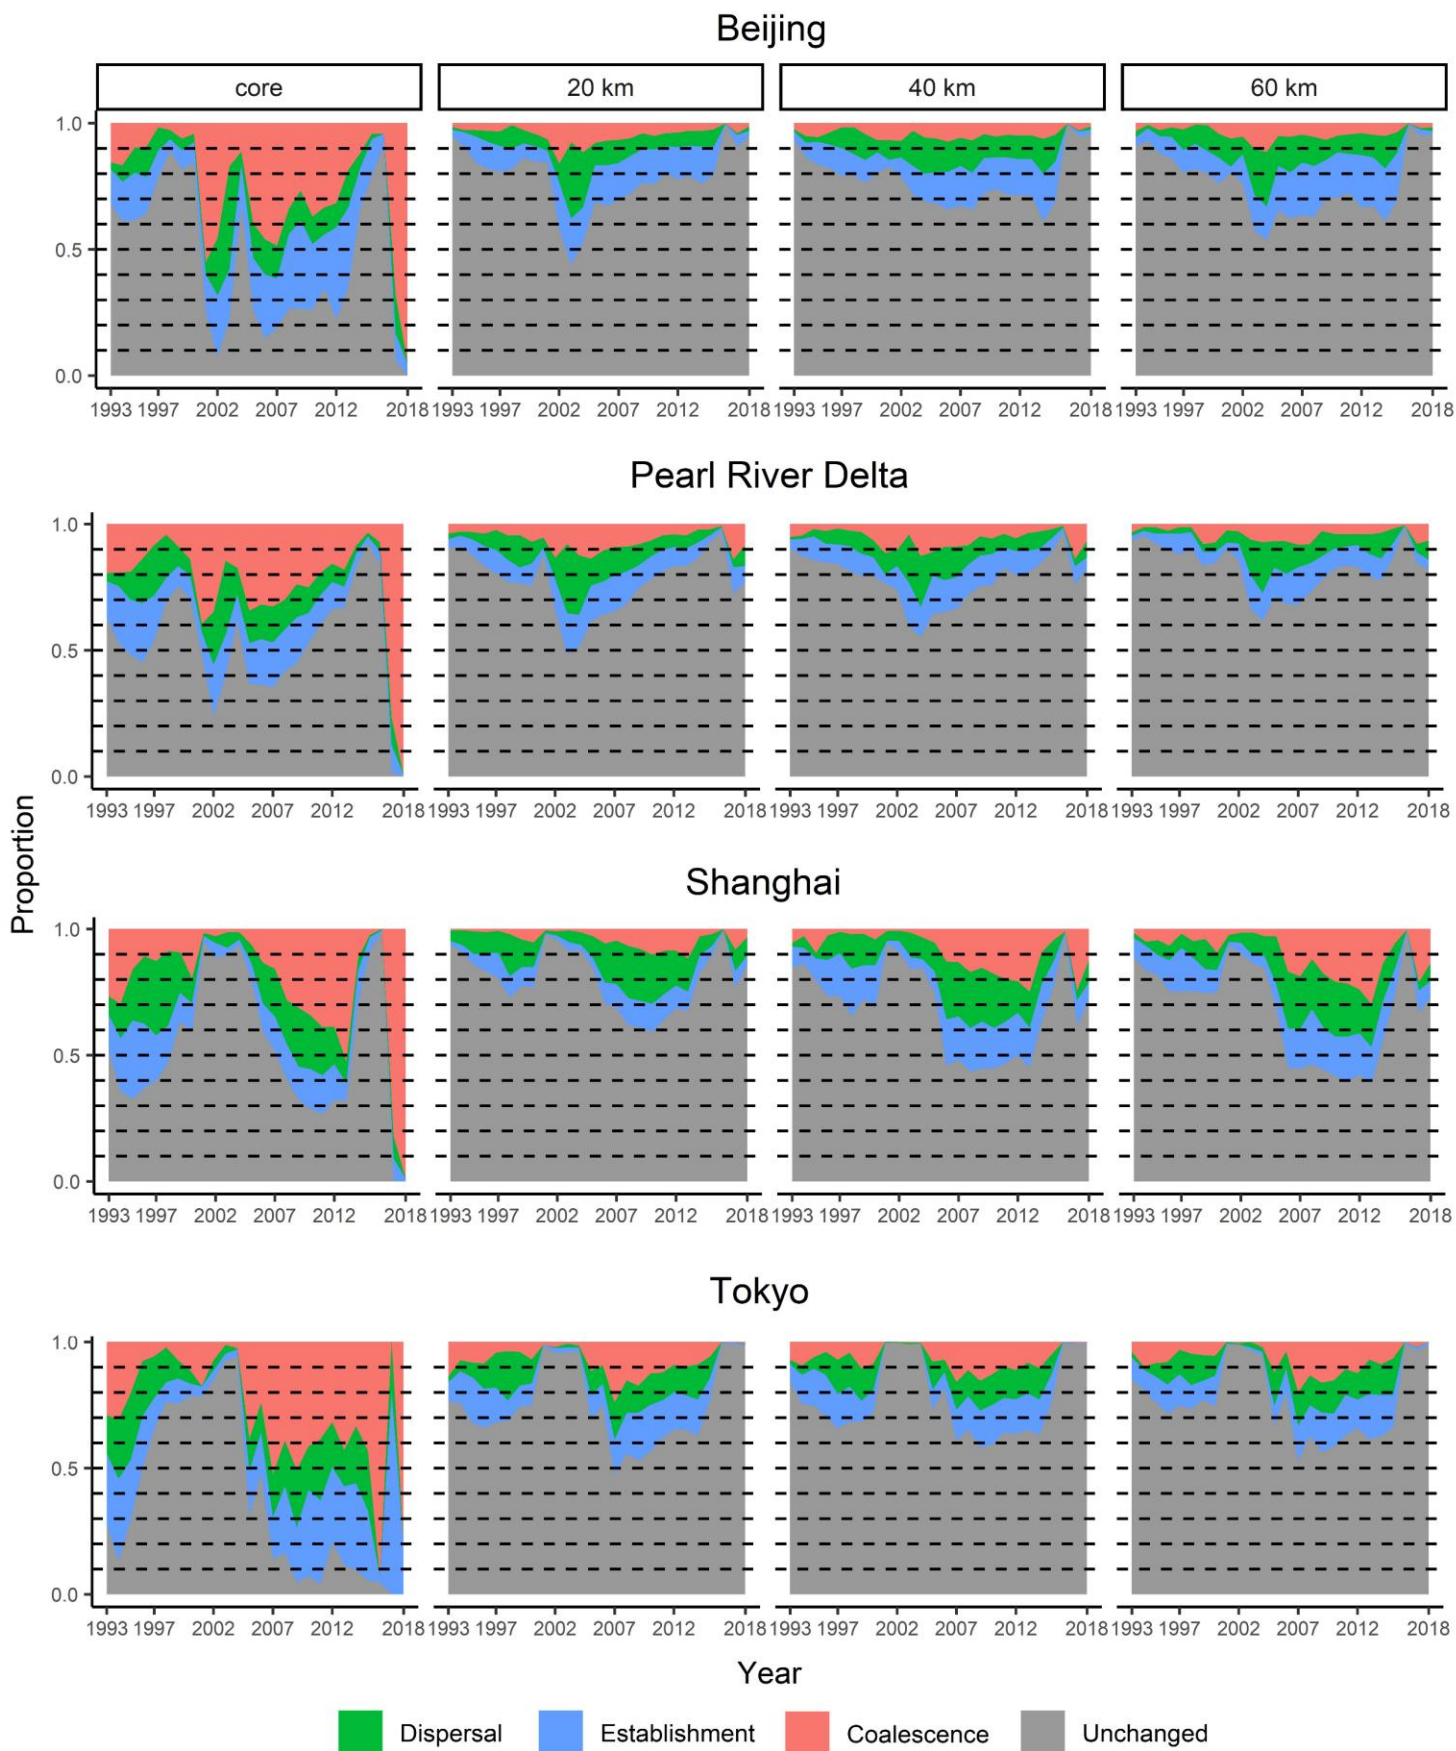 Beijing
core 20 km 40 km 60 km
1.0
0.5
0.0
1993 1997 2002 2007 2012 2018 1993 1997 2002 2007 2012 2018 1993 1997 2002 2007 2012 2018 1993 1997 2002 2007 2012 2018
Pearl River Delta
1.0
0.5
0.0
1993 1997 2002 2007 2012 2018 1993 1997 2002 2007 2012 2018 1993 1997 2002 2007 2012 2018 1993 1997 2002 2007 2012 2018
Proportion
Shanghai
1.0
0.5
0.0
1993 1997 2002 2007 2012 2018 1993 1997 2002 2007 2012 2018 1993 1997 2002 2007 2012 2018 1993 1997 2002 2007 2012 2018
Tokyo
1.0
0.5
0.0
1993 1997 2002 2007 2012 2018 1993 1997 2002 2007 2012 2018 1993 1997 2002 2007 2012 2018 1993 1997 2002 2007 2012 2018
Year
Dispersal Establishment Coalescence Unchanged